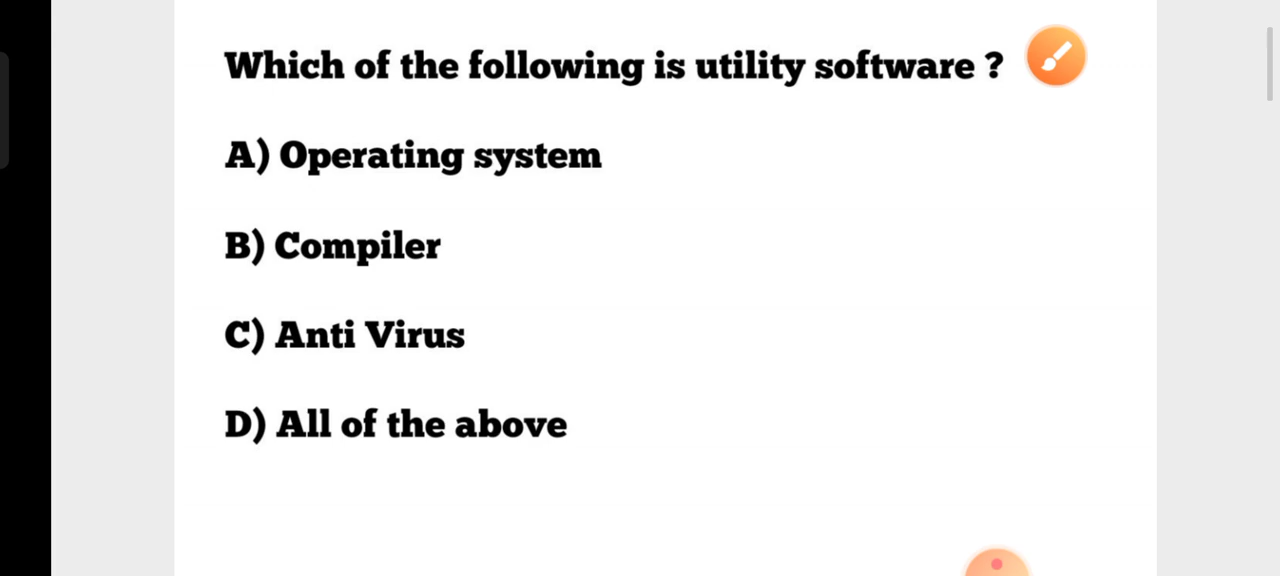 Which of the following is utility software ?
A) Operating system
B) Compiler
C) Anti Virus
D) All of the above